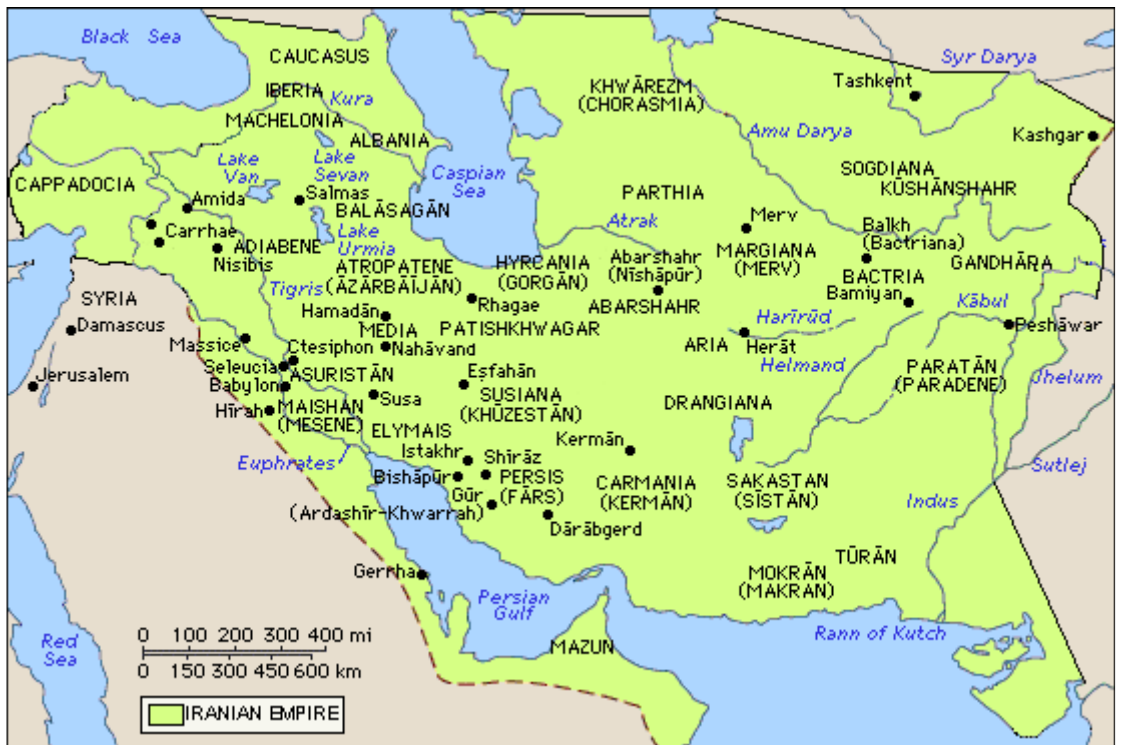 Black Sea
CAUCASUS
Syr Darya
KHWĀREZM
(CHORASMIA)
Tashkent
IBERIA
Kura
MACHELONIA
ALBANIA
Amu Darya
Kashgar
Lake
Van
Lake
Sevan
Caspian
Sea
SOGDIANA
KŪSHĀNSHAHR
CAPPADOCIA
Amida
Salmas
BALĀSAGĀN
PARTHIA
Atrak
Merv
Balkh
(Bactriana)
Carrhae
ADIABENE
Nisibis
Lake
Urmia
MARGIANA
(MERV)
GANDHĀRA
ATROPATENE
(ĀZĀRBĀIJĀN)
HYRCANIA
(GORGĀN)
Abarshahr
(Nīshāpūr)
BACTRIA
Bamiyan
SYRIA
Tigris
Rhagae
ABARSHAHR
Kābul
Damascus
Hamadān
MEDIA
PATISHKHWAGAR
Harīrūd
Peshāwar
Massice
Nahāvand
ARIA
Herāt
Ctesiphon
Seleucia
ASURISTĀN
Helmand
PARATĀN
(PARADENE)
Jerusalem
Babylon
Eṣfahān
Jhelum
Hīrah
MAISHĀN
(MESENE)
Susa
SUSIANA
(KHŪZESTĀN)
DRANGIANA
ELYMAIS
Kermān
Euphrates
Istakhr
Shīrāz
Sutlej
Bishāpūr
PERSIS
(FĀRS)
CARMANIA
(KERMĀN)
SAKASTAN
(SĪSTĀN)
Indus
Gūr
(Ardashīr-Khwarrah)
Dārābgerd
TŪRĀN
Gerrha
MOKRĀN
(MAKRAN)
Persian
Gulf
Rann of Kutch
Red
Sea
MAZUN
0 100 200 300 400 mi
0 150 300 450 600 km
IRANIAN EMPIRE